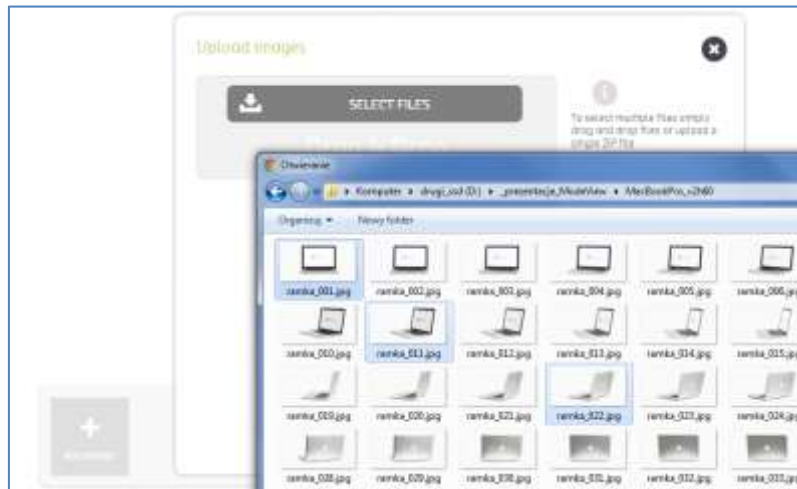 Upload images
SELECT FILES
To select multiple files simply
drag and drop files or upload a
single ZIP file
Otwieranie
Komputer ▸ drugi_ssd (D:) ▸ _prezentacje_ModeView ▸ MacBookPro_v2h60
Organizuj Nowy folder
ramka_001.jpg ramka_002.jpg ramka_003.jpg ramka_004.jpg ramka_005.jpg ramka_006.jpg
ramka_010.jpg ramka_011.jpg ramka_012.jpg ramka_013.jpg ramka_014.jpg ramka_015.jpg
ramka_019.jpg ramka_020.jpg ramka_021.jpg ramka_022.jpg ramka_023.jpg ramka_024.jpg
ramka_028.jpg ramka_029.jpg ramka_030.jpg ramka_031.jpg ramka_032.jpg ramka_033.jpg